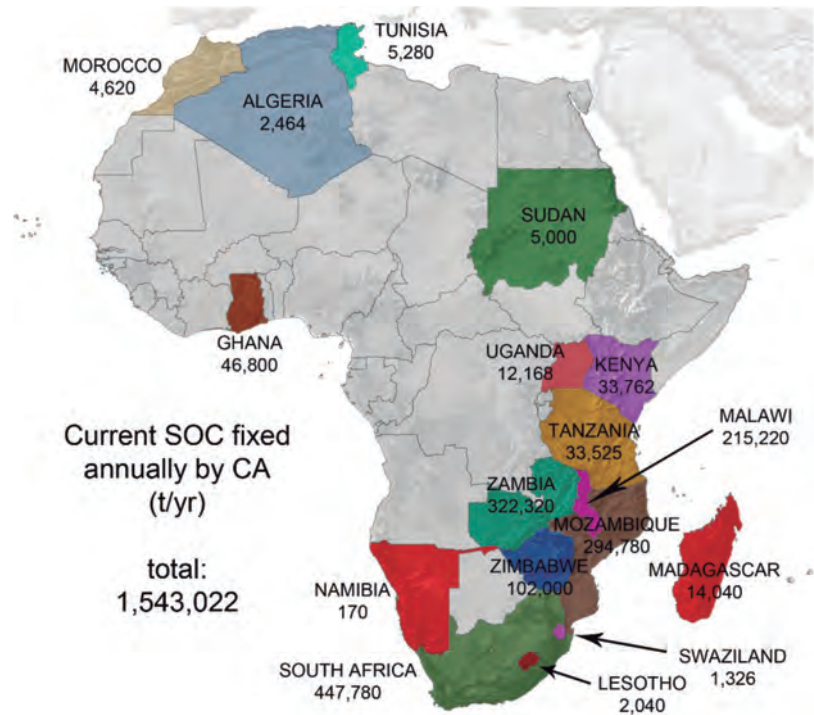 TUNISIA
5,280
MOROCCO
4,620
ALGERIA
2,464
SUDAN
5,000
GHANA
46,800
UGANDA
12,168
KENYA
33,762
MALAWI
215,220
TANZANIA
33,525
Current SOC fixed
annually by CA
(t/yr)
total:
1,543,022
ZAMBIA
322,320
MOZAMBIQUE
294,780
ZIMBABWE
102,000
MADAGASCAR
14,040
NAMIBIA
170
SWAZILAND
1,326
SOUTH AFRICA
447,780
LESOTHO
2,040